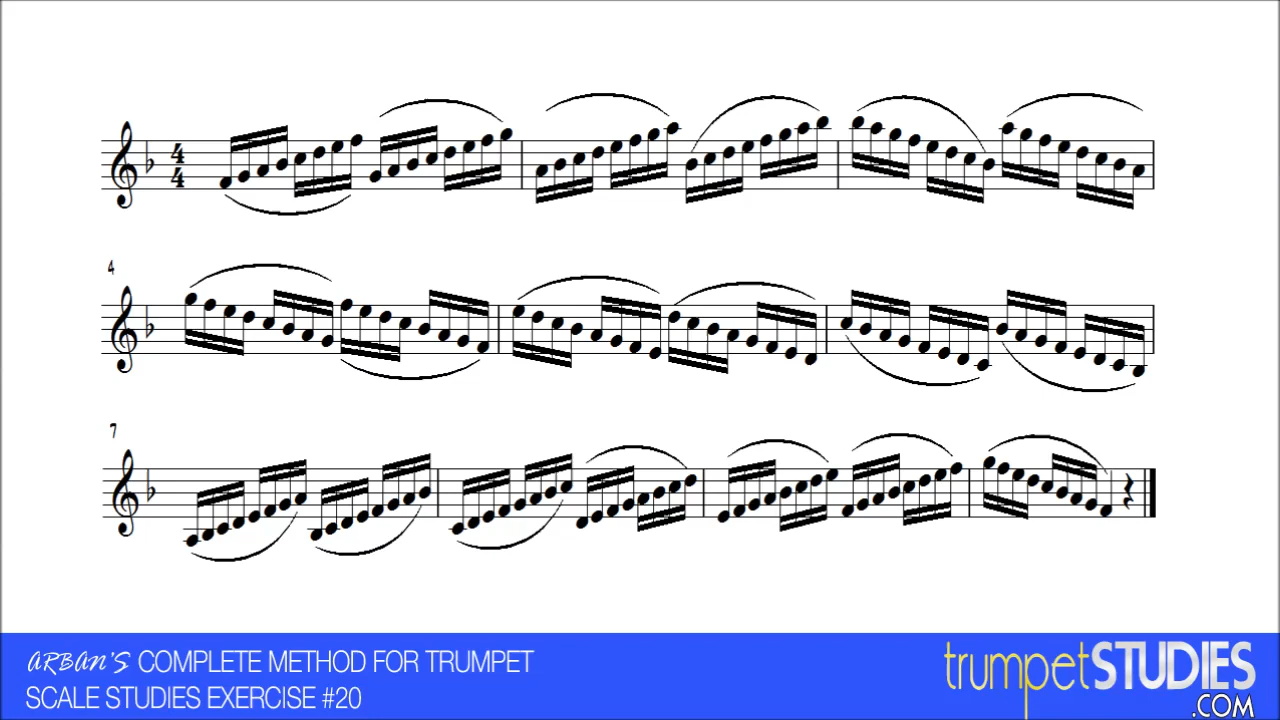 4
4
4
7
ARBAN'S COMPLETE METHOD FOR TRUMPET
SCALE STUDIES EXERCISE #20
trumpetSTUDIES
.COM